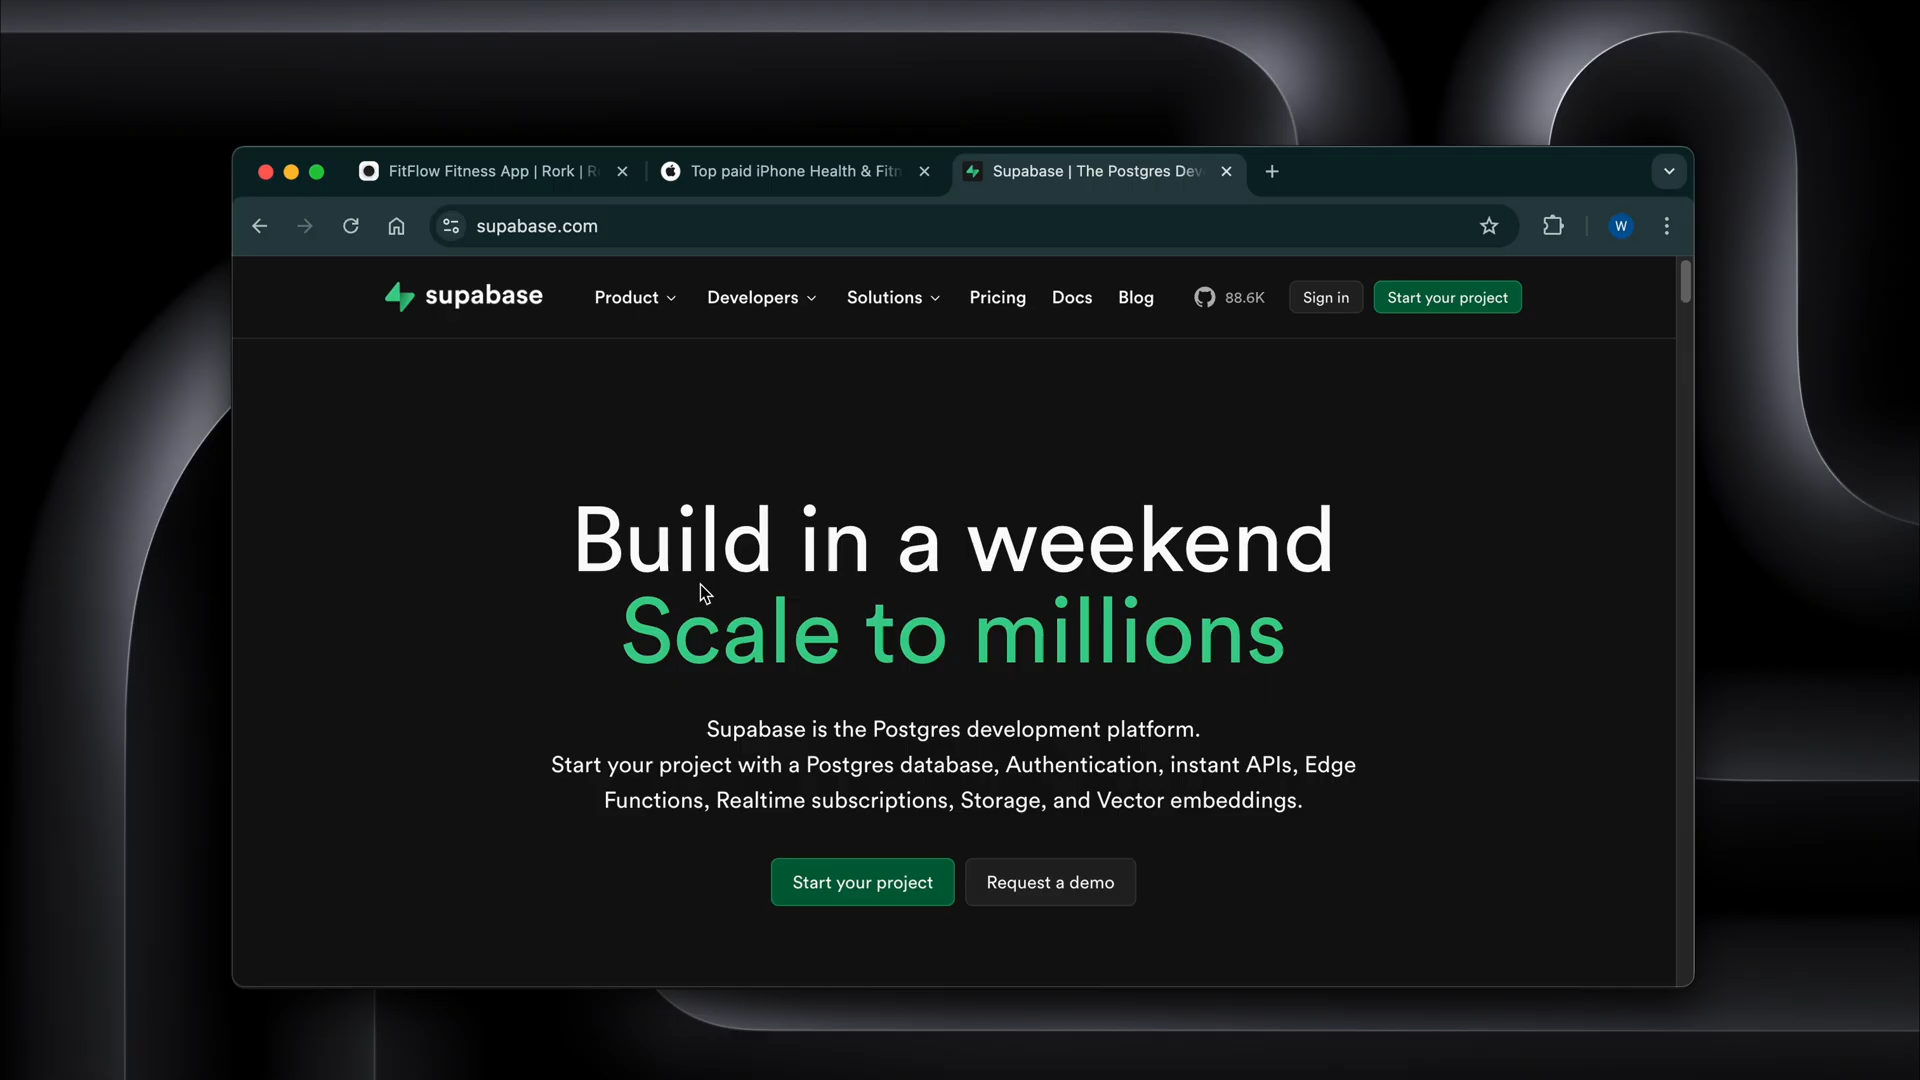 FitFlow Fitness App | Rork | R
Top paid iPhone Health & Fitn
Supabase | The Postgres Dev
supabase.com
W
supabase
Product
Developers
Solutions
Pricing
Docs
Blog
88.6K
Sign in
Start your project
Build in a weekend
Scale to millions
Supabase is the Postgres development platform.
Start your project with a Postgres database, Authentication, instant APIs, Edge
Functions, Realtime subscriptions, Storage, and Vector embeddings.
Start your project
Request a demo